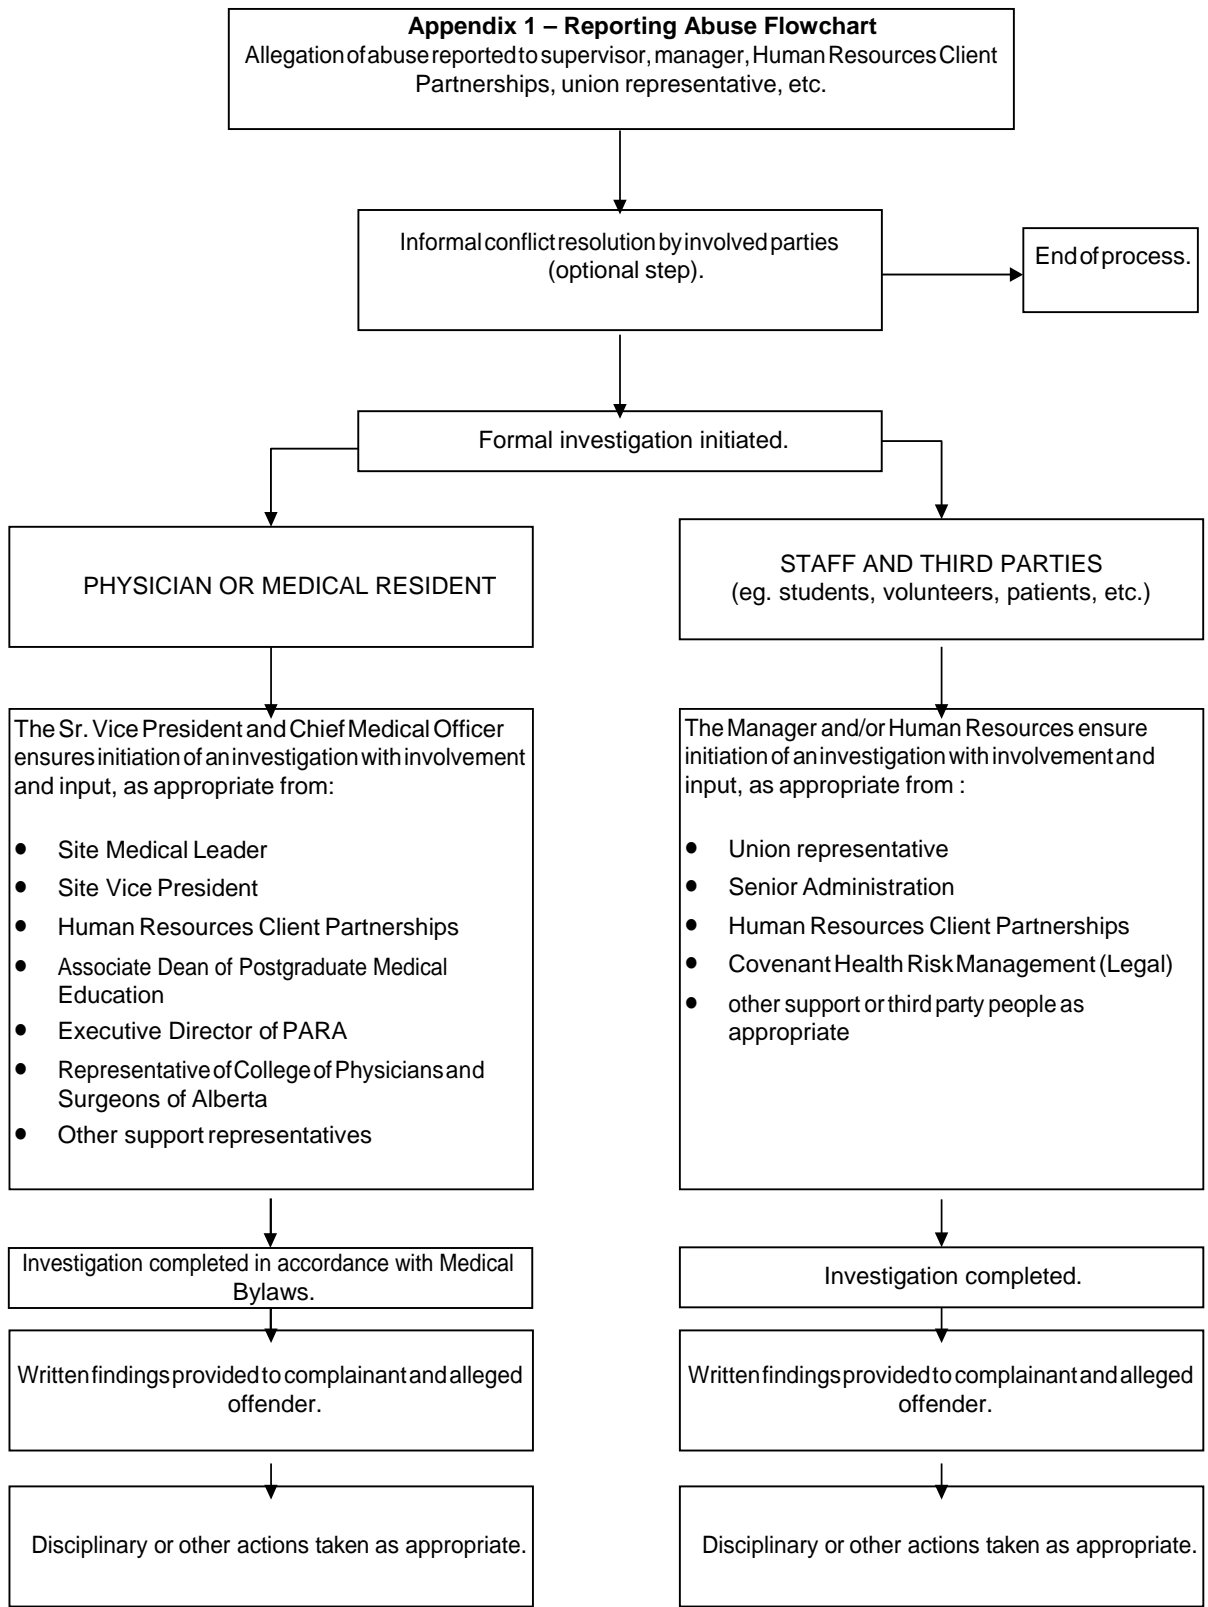 Appendix 1 – Reporting Abuse Flowchart
Allegation of abuse reported to supervisor, manager, Human Resources Client
Partnerships, union representative, etc.
Informal conflict resolution by involved parties
(optional step).
End of process.
Formal investigation initiated.
PHYSICIAN OR MEDICAL RESIDENT
STAFF AND THIRD PARTIES
(eg. students, volunteers, patients, etc.)
The Sr. Vice President and Chief Medical Officer
ensures initiation of an investigation with involvement
and input, as appropriate from:
• Site Medical Leader
• Site Vice President
• Human Resources Client Partnerships
• Associate Dean of Postgraduate Medical
Education
• Executive Director of PARA
• Representative of College of Physicians and
Surgeons of Alberta
• Other support representatives
The Manager and/or Human Resources ensure
initiation of an investigation with involvement and
input, as appropriate from :
• Union representative
• Senior Administration
• Human Resources Client Partnerships
• Covenant Health Risk Management (Legal)
• other support or third party people as
appropriate
Investigation completed in accordance with Medical
Bylaws.
Investigation completed.
Written findings provided to complainant and alleged
offender.
Written findings provided to complainant and alleged
offender.
Disciplinary or other actions taken as appropriate.
Disciplinary or other actions taken as appropriate.